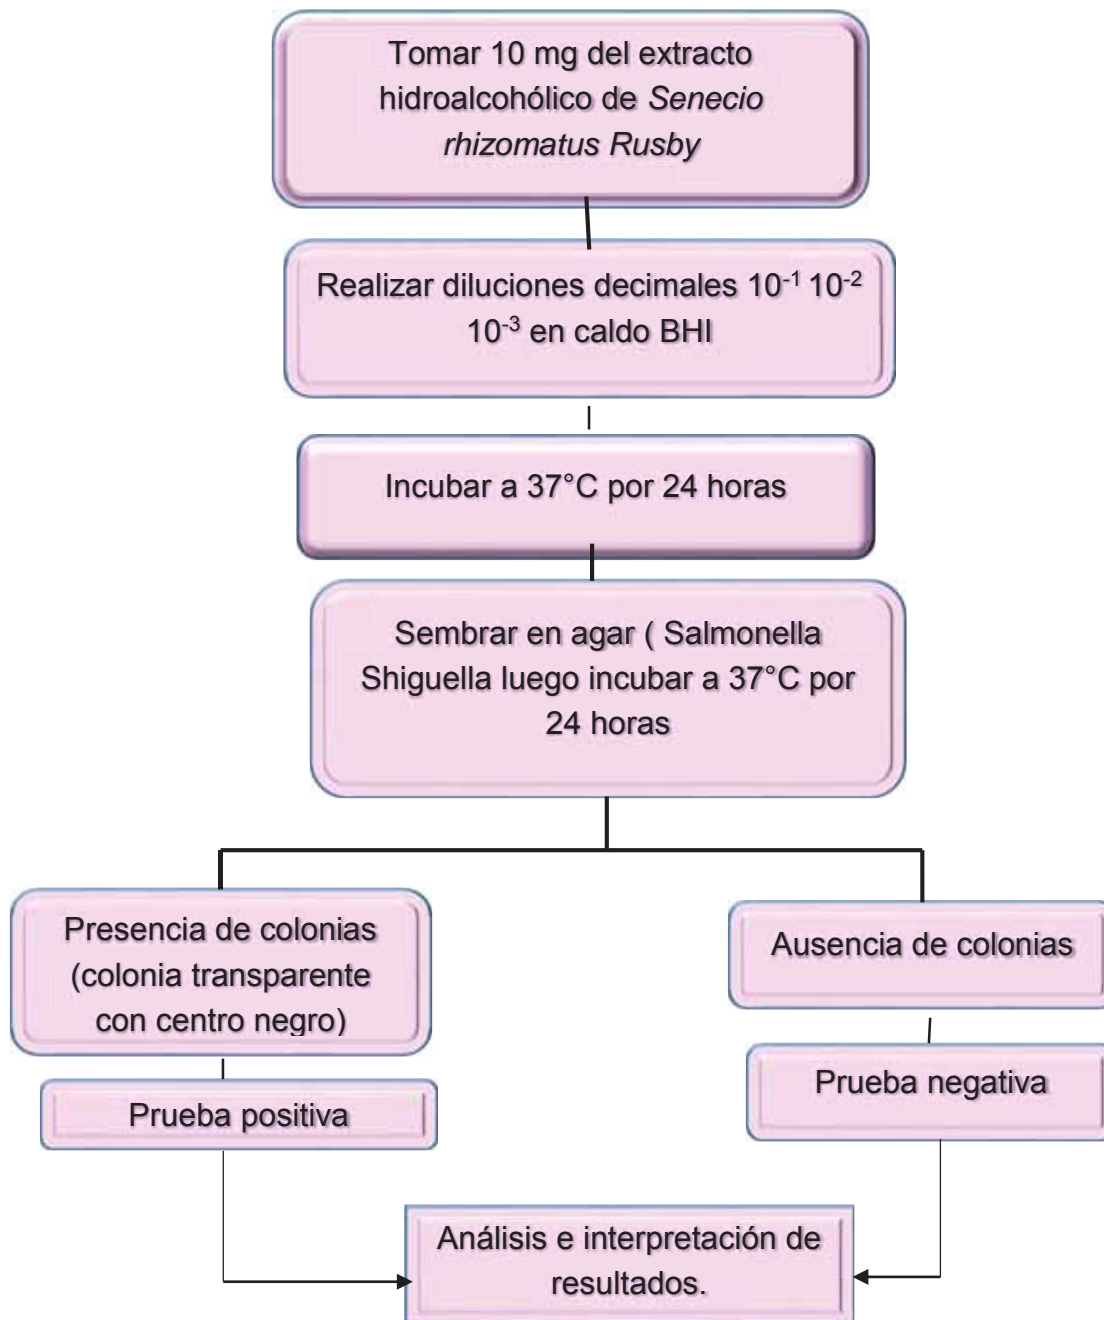 Tomar 10 mg del extracto
hidroalcohólico de Senecio
rhizomatus Rusby
Realizar diluciones decimales 10⁻¹ 10⁻²
10⁻³ en caldo BHI
Incubar a 37°C por 24 horas
Sembrar en agar ( Salmonella
Shiguella luego incubar a 37°C por
24 horas
Presencia de colonias
(colonia transparente
con centro negro)
Ausencia de colonias
Prueba positiva
Prueba negativa
Análisis e interpretación de
resultados.